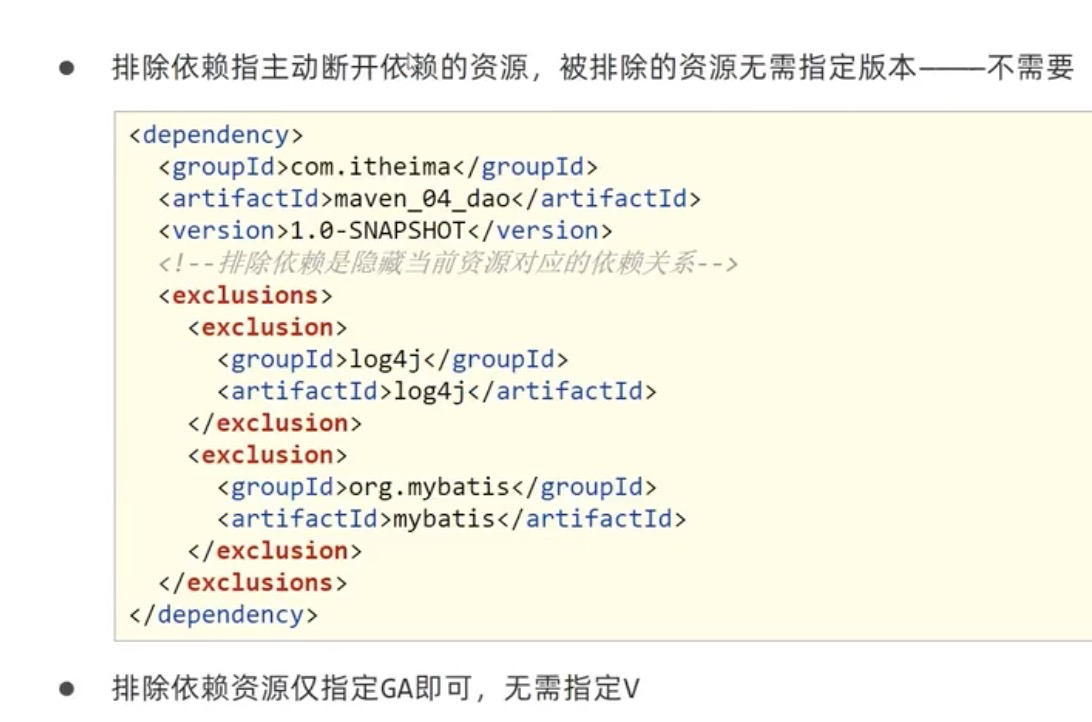 排除依赖指主动断开依赖的资源，被排除的资源无需指定版本————不需要
<dependency>
<groupId>com.itheima</groupId>
<artifactId>maven_04_dao</artifactId>
<version>1.0-SNAPSHOT</version>
<!--排除依赖是隐藏当前资源对应的依赖关系-->
<exclusions>
<exclusion>
<groupId>log4j</groupId>
<artifactId>log4j</artifactId>
</exclusion>
<exclusion>
<groupId>org.mybatis</groupId>
<artifactId>mybatis</artifactId>
</exclusion>
</exclusions>
</dependency>
排除依赖资源仅指定GA即可，无需指定V